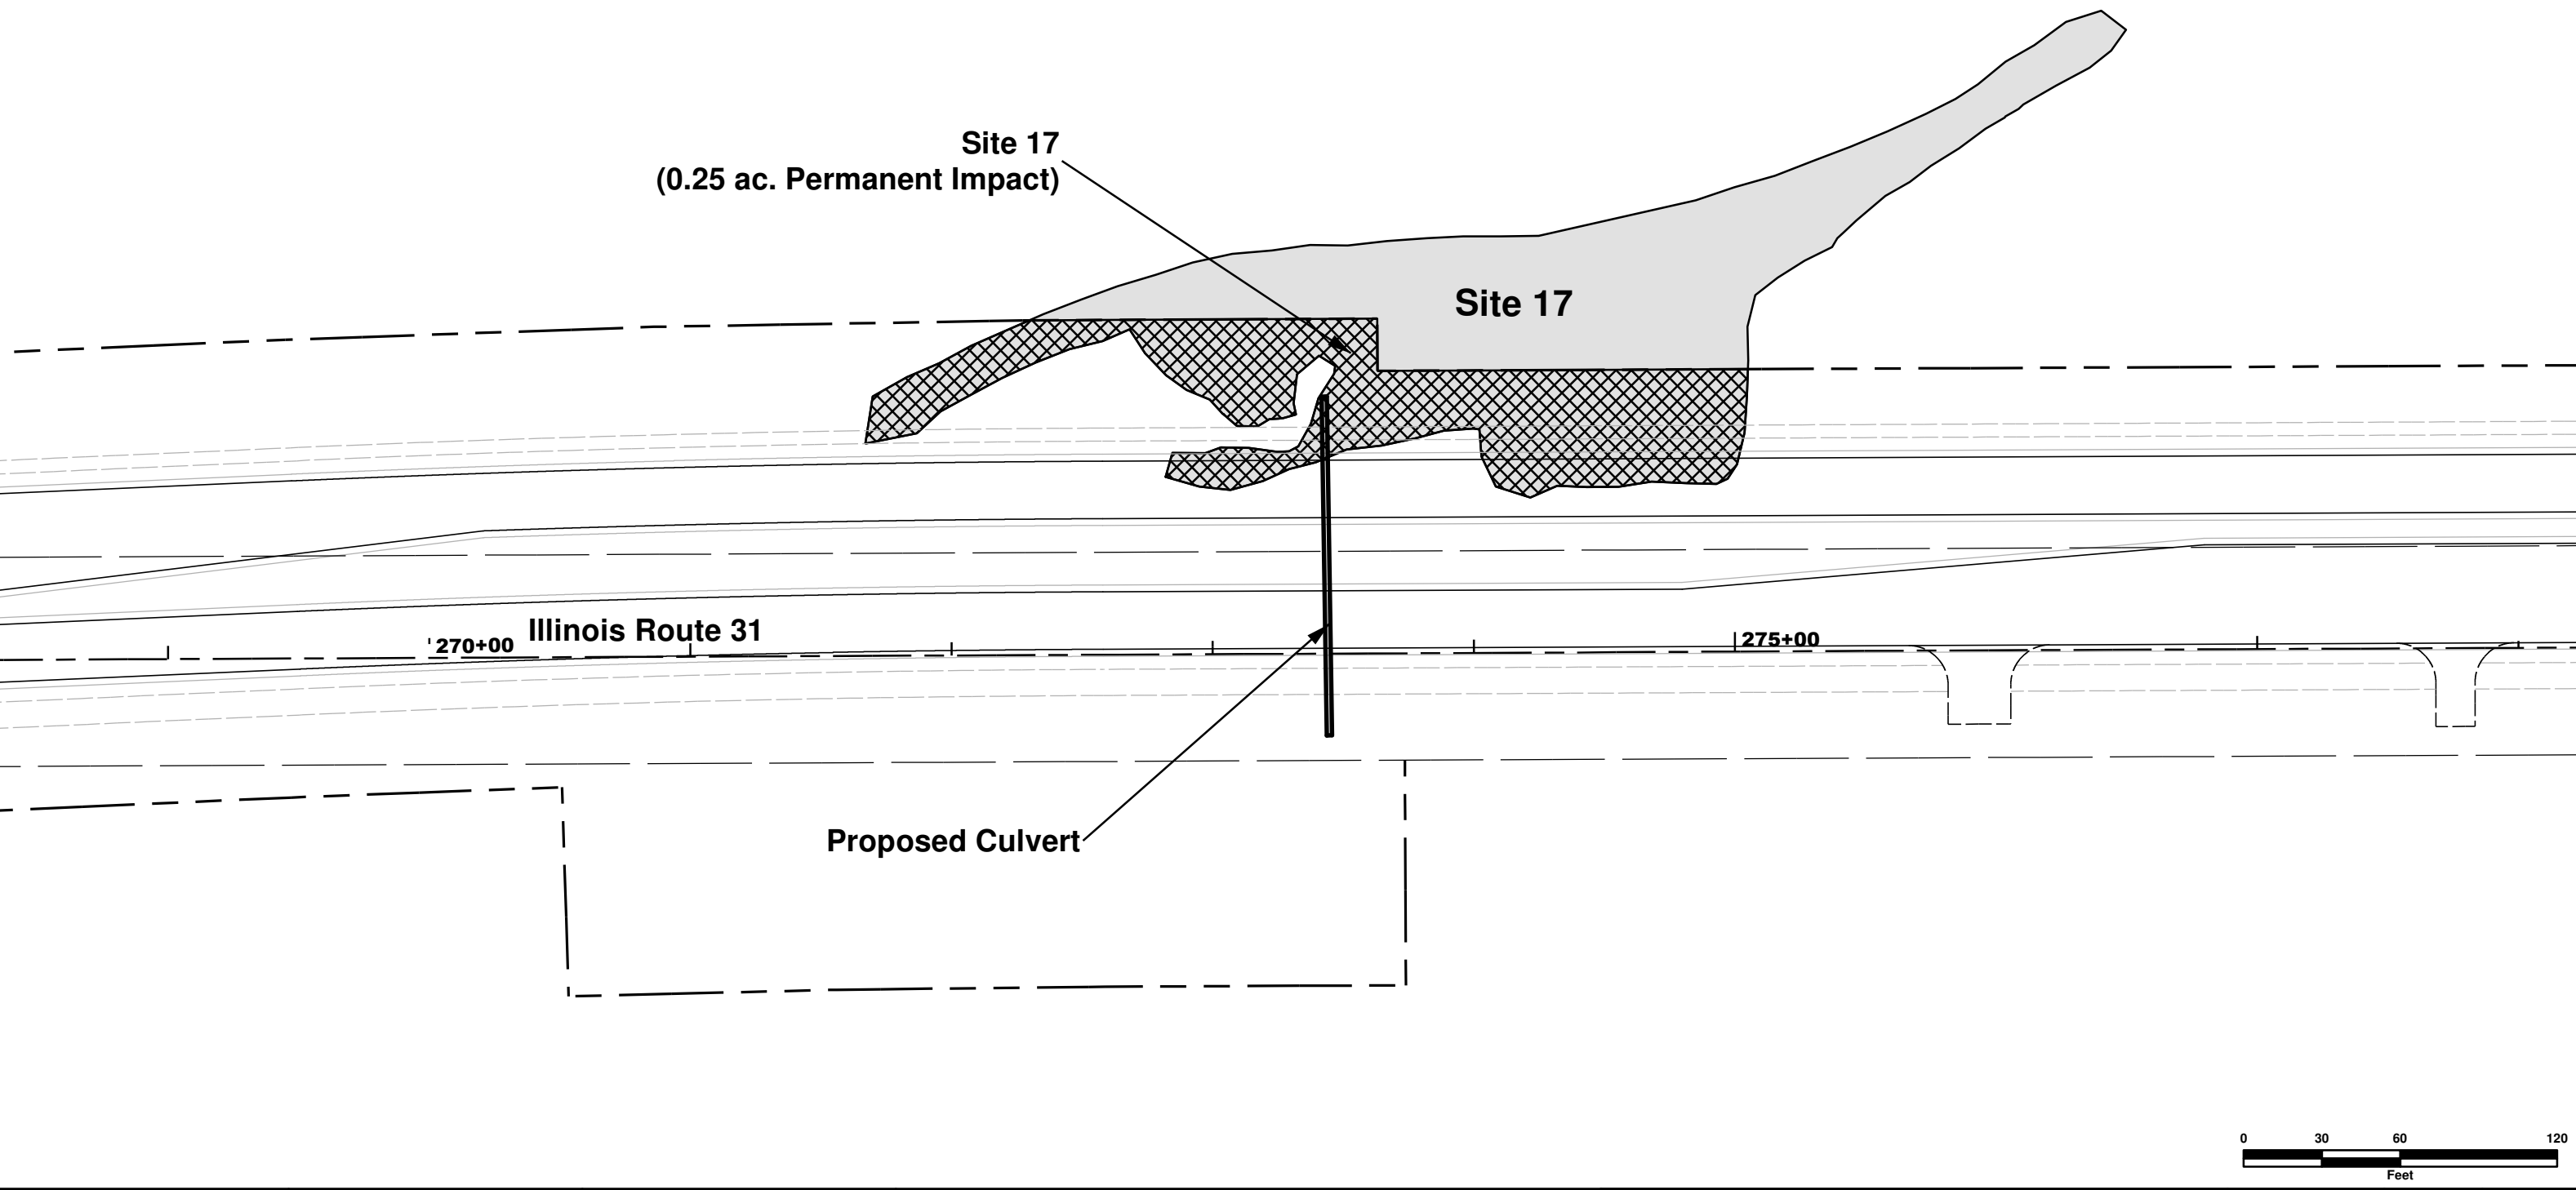 Site 17
(0.25 ac. Permanent Impact)
Site 17
Illinois Route 31
270+00
275+00
Proposed Culvert
0 30 60 120
Feet